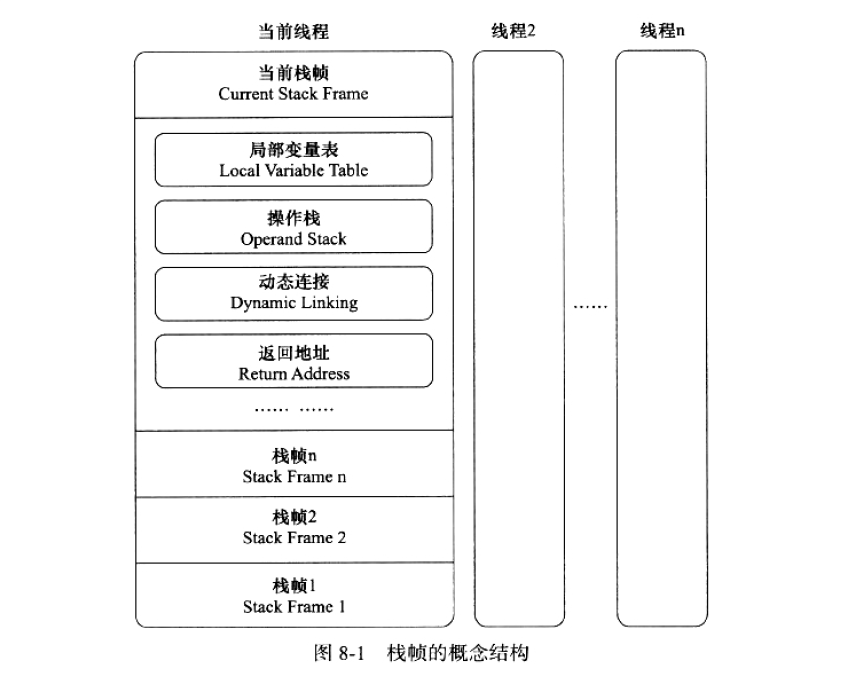 当前线程
线程2
线程n
当前栈帧
Current Stack Frame
局部变量表
Local Variable Table
操作栈
Operand Stack
动态连接
Dynamic Linking
返回地址
Return Address
…… ……
……
栈帧n
Stack Frame n
栈帧2
Stack Frame 2
栈帧1
Stack Frame 1
图 8-1 栈帧的概念结构